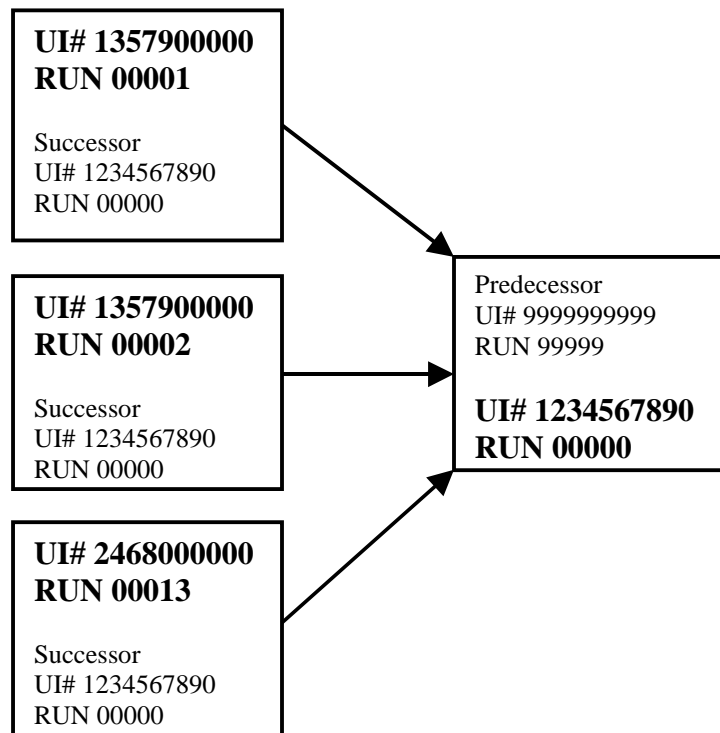 UI# 1357900000
RUN 00001
Successor
UI# 1234567890
RUN 00000
UI# 1357900000
RUN 00002
Successor
UI# 1234567890
RUN 00000
UI# 2468000000
RUN 00013
Successor
UI# 1234567890
RUN 00000
Predecessor
UI# 9999999999
RUN 99999
UI# 1234567890
RUN 00000